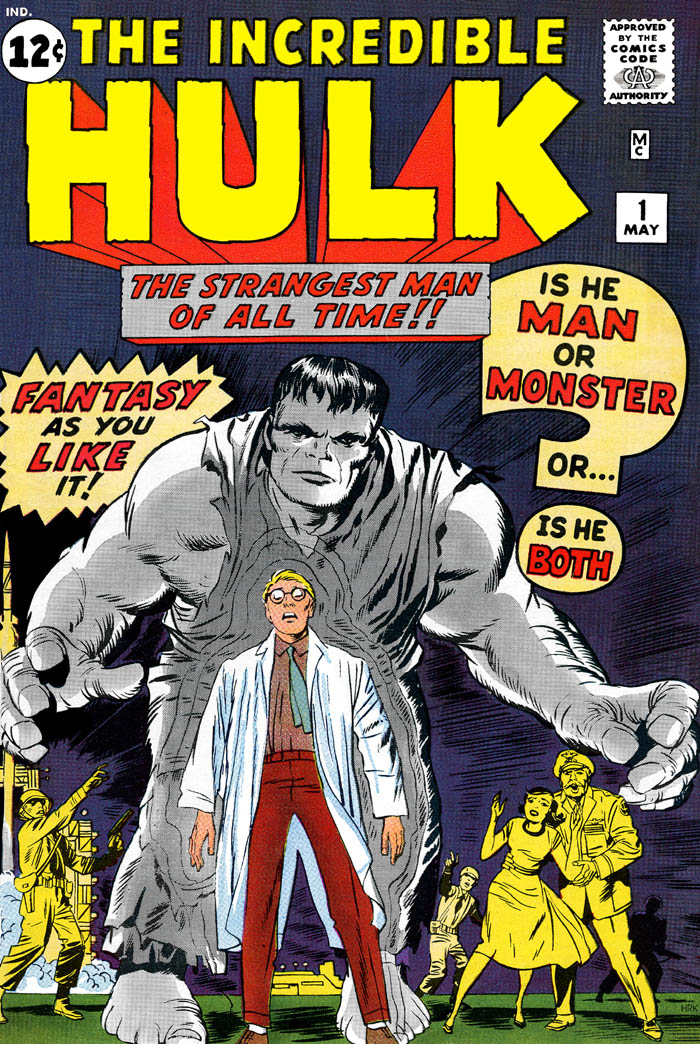 IND.
12¢
THE INCREDIBLE
HULK
APPROVED
BY THE
COMICS
CODE
CA
AUTHORITY
M
C
1
MAY
THE STRANGEST MAN
OF ALL TIME!!
IS HE
MAN
OR
MONSTER
?
OR...
IS HE
BOTH
FANTASY
AS YOU
LIKE
IT!
HRK